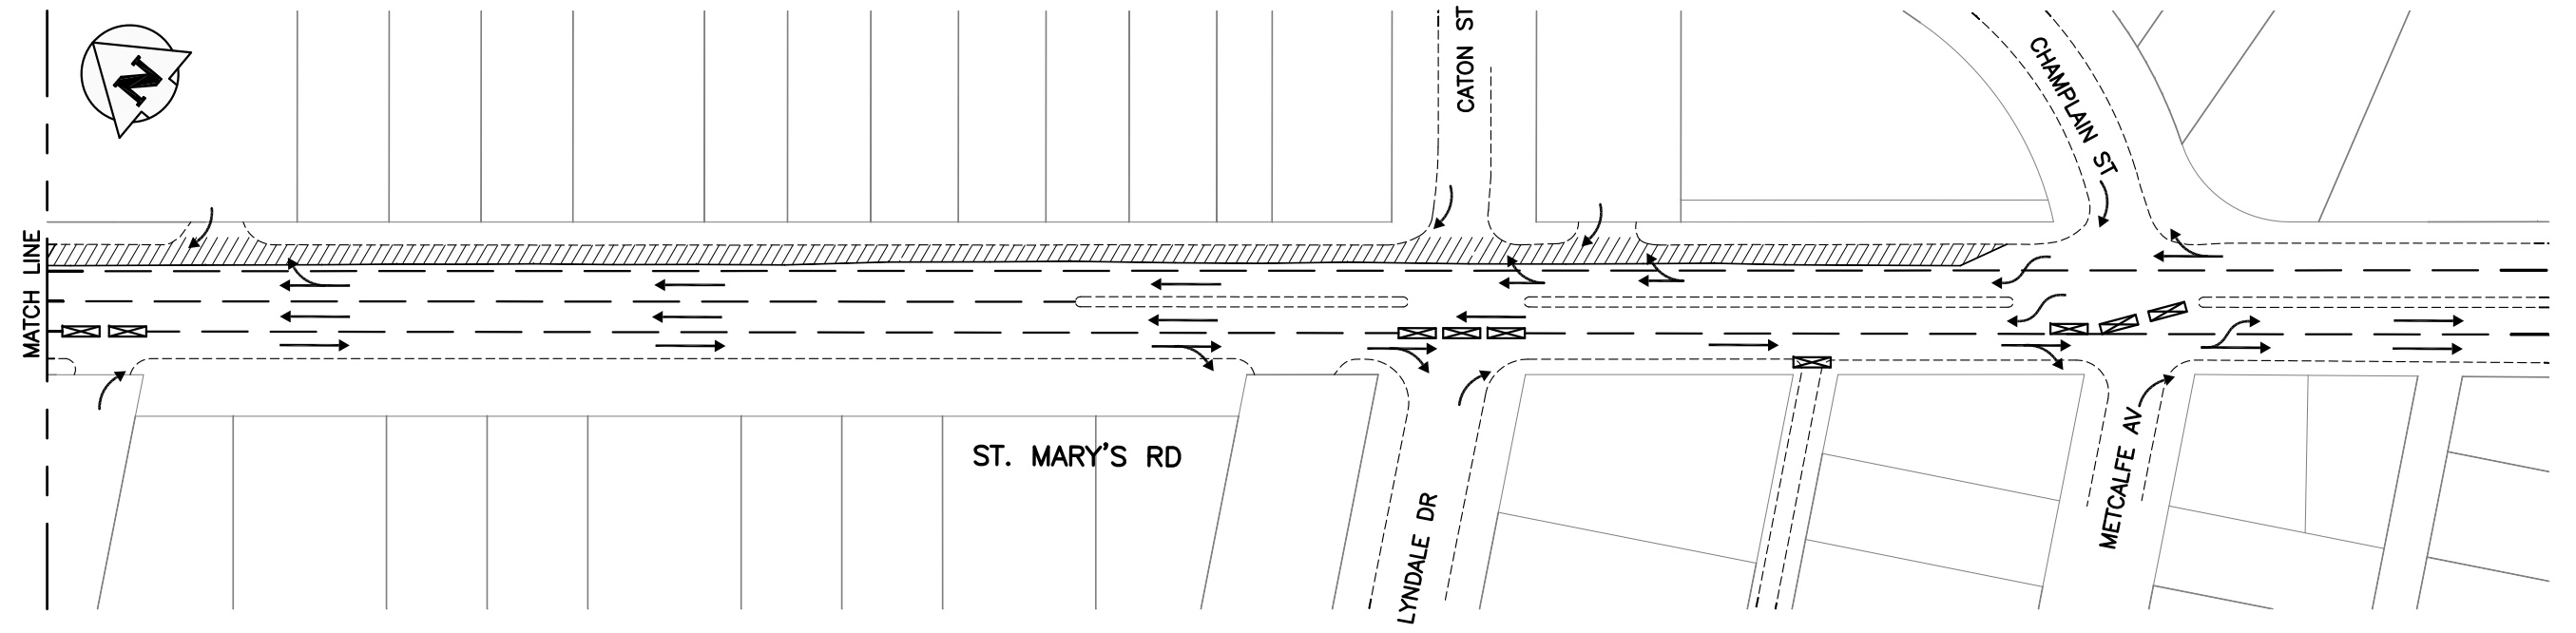 N
CATON ST
CHAMPLAIN ST
MATCH LINE
ST. MARY'S RD
LYNDALE DR
METCALFE AV